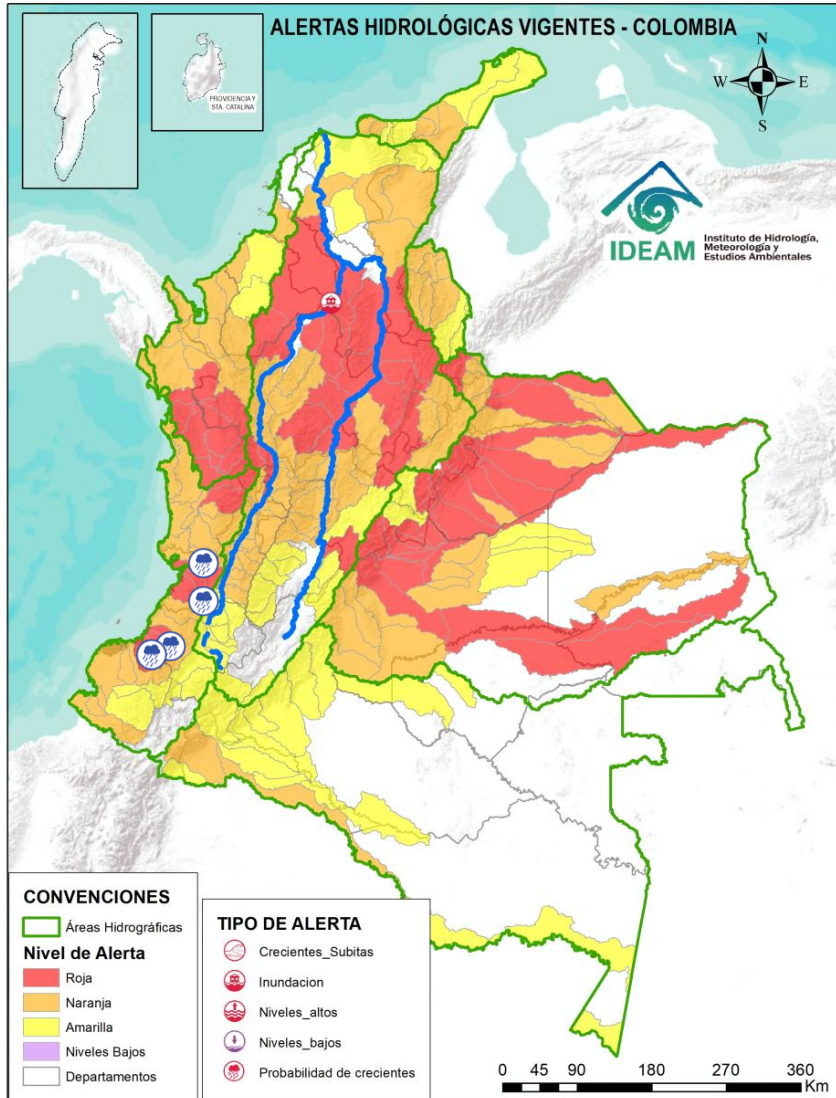 ALERTAS HIDROLÓGICAS VIGENTES - COLOMBIA
PROVIDENCIA Y
STA. CATALINA
N
W
E
S
IDEAM
Instituto de Hidrología,
Meteorología y
Estudios Ambientales
CONVENCIONES
Áreas Hidrográficas
Nivel de Alerta
Roja
Naranja
Amarilla
Niveles Bajos
Departamentos
TIPO DE ALERTA
Crecientes_Subitas
Inundacion
Niveles_altos
Niveles_bajos
Probabilidad de crecientes
0 45 90 180 270 360
Km